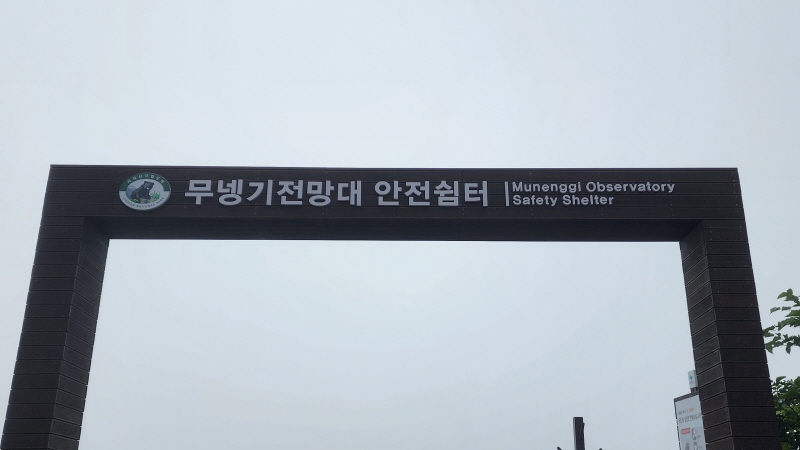 무넹기전망대 안전쉼터
Munenggi Observatory
Safety Shelter